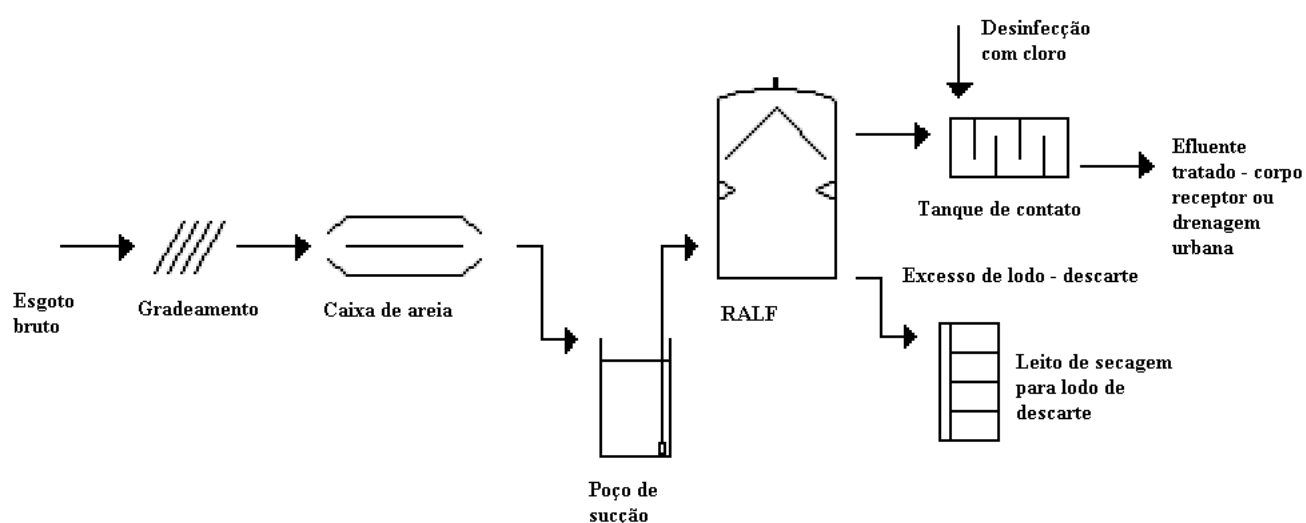 Esgoto
bruto
Gradeamento
Caixa de areia
Poço de
sucção
RALF
Desinfecção
com cloro
Tanque de contato
Efluente
tratado - corpo
receptor ou
drenagem
urbana
Excesso de lodo - descarte
Leito de secagem
para lodo de
descarte